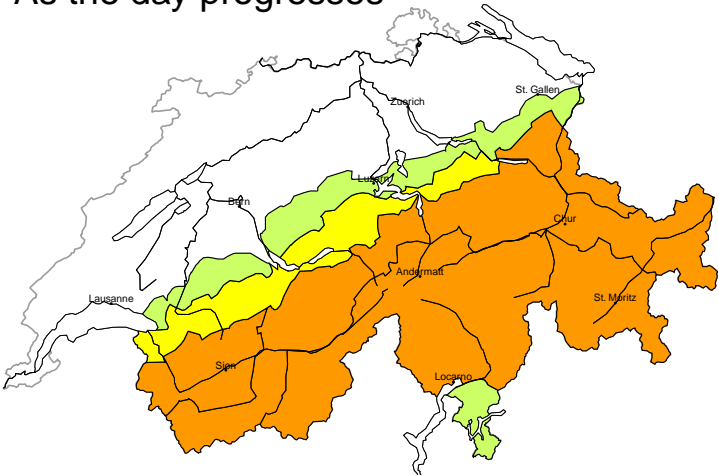 As the day progresses
St. Gallen
Zuerich
Luzern
Bern
Chur
Andermatt
Lausanne
St. Moritz
Sion
Locarno